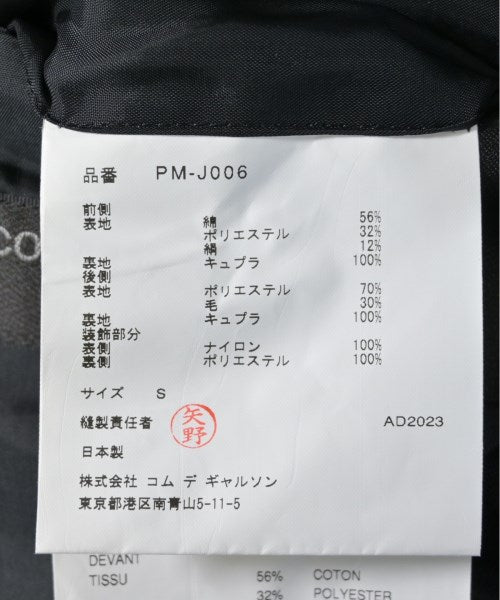 品番 PM-J006
前側
表地 綿 56%
ポリエステル 32%
絹 12%
裏地 キュプラ 100%
後側
表地 ポリエステル 70%
毛 30%
裏地 キュプラ 100%
装飾部分
表側 ナイロン 100%
裏側 ポリエステル 100%
サイズ S
縫製責任者 矢野 AD2023
日本製
株式会社 コム デ ギャルソン
東京都港区南青山5-11-5
DEVANT
TISSU 56% COTON
32% POLYESTER
CO